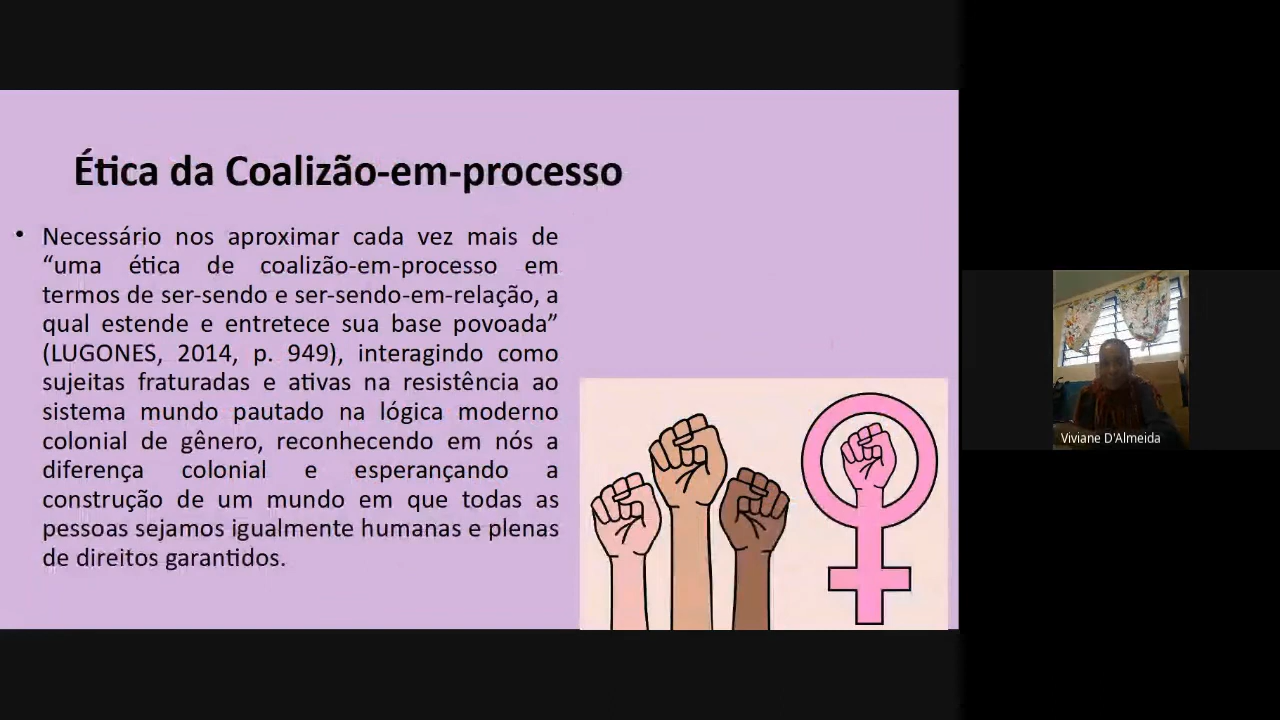 Ética da Coalizão-em-processo
• Necessário nos aproximar cada vez mais de
“uma ética de coalizão-em-processo em
termos de ser-sendo e ser-sendo-em-relação, a
qual estende e entretece sua base povoada”
(LUGONES, 2014, p. 949), interagindo como
sujeitas fraturadas e ativas na resistência ao
sistema mundo pautado na lógica moderno
colonial de gênero, reconhecendo em nós a
diferença colonial e esperançando a
construção de um mundo em que todas as
pessoas sejamos igualmente humanas e plenas
de direitos garantidos.
Viviane D'Almeida